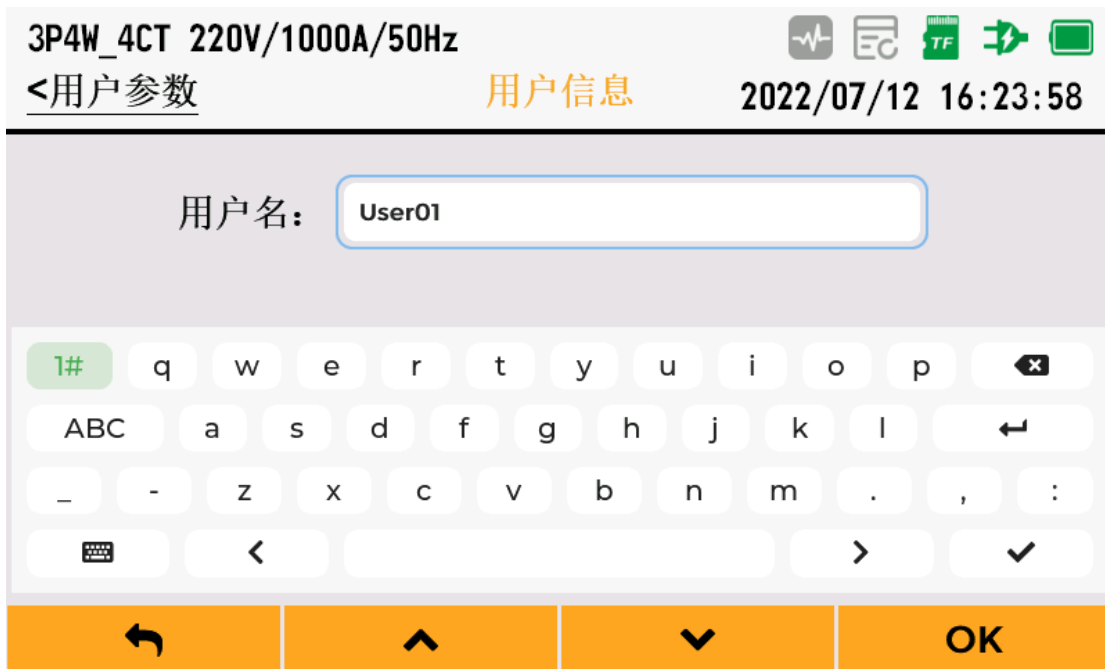 3P4W_4CT 220V/1000A/50Hz
TF
<用户参数
用户信息
2022/07/12 16:23:58
用户名：
User01
1# q w e r t y u i o p
ABC a s d f g h j k l
_ - z x c v b n m . , :
< >
OK